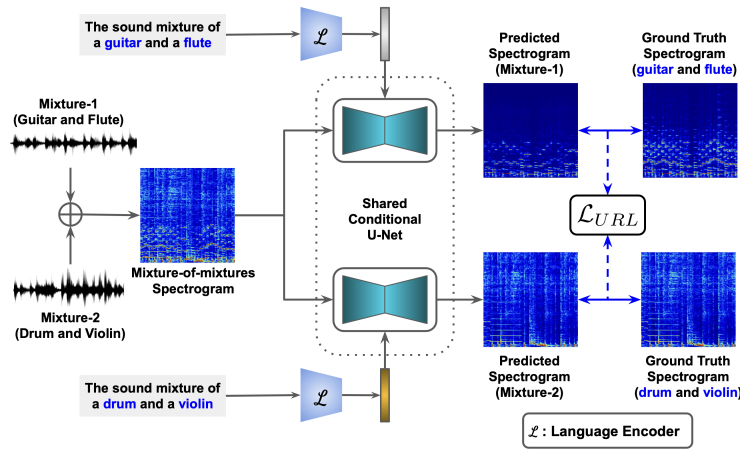 The sound mixture of
a guitar and a flute
ℒ
Predicted
Spectrogram
(Mixture-1)
Ground Truth
Spectrogram
(guitar and flute)
Mixture-1
(Guitar and Flute)
Mixture-of-mixtures
Spectrogram
Shared
Conditional
U-Net
ℒ_URL
Mixture-2
(Drum and Violin)
The sound mixture of
a drum and a violin
ℒ
Predicted
Spectrogram
(Mixture-2)
Ground Truth
Spectrogram
(drum and violin)
ℒ : Language Encoder